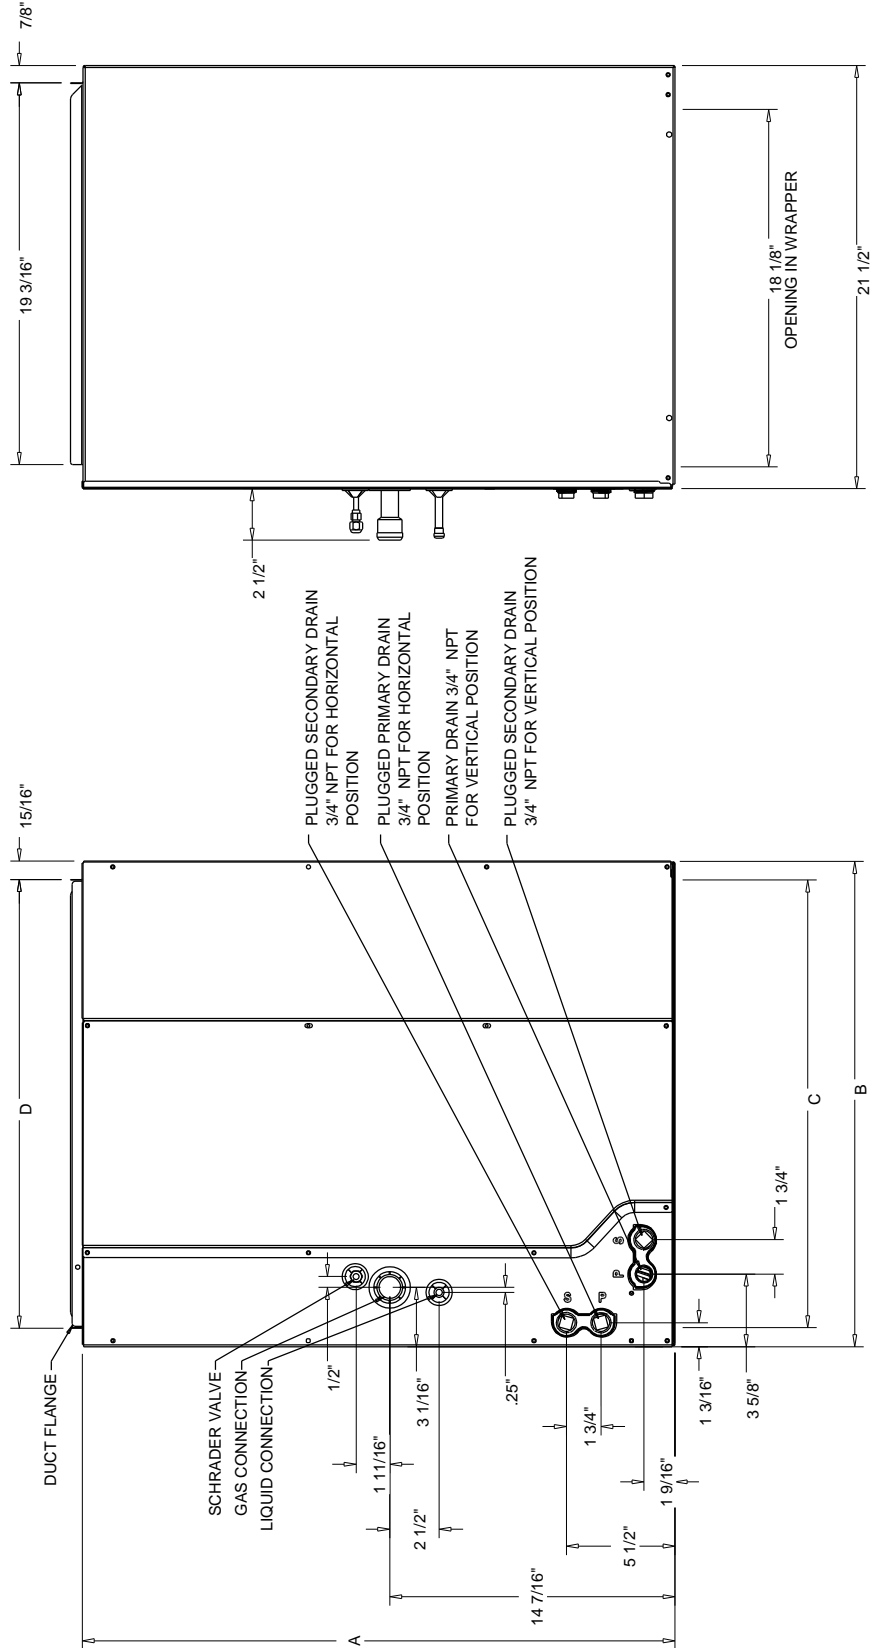 7/8"
19 3/16"
18 1/8"
OPENING IN WRAPPER
21 1/2"
2 1/2"
15/16"
PLUGGED SECONDARY DRAIN
3/4" NPT FOR HORIZONTAL
POSITION
PLUGGED PRIMARY DRAIN
3/4" NPT FOR HORIZONTAL
POSITION
PRIMARY DRAIN 3/4" NPT
FOR VERTICAL POSITION
PLUGGED SECONDARY DRAIN
3/4" NPT FOR VERTICAL POSITION
D
C
B
1 3/4"
S
P
S
P
DUCT FLANGE
SCHRADER VALVE
GAS CONNECTION
LIQUID CONNECTION
1/2"
3 1/16"
.25"
1 11/16"
2 1/2"
1 3/4"
1 3/16"
3 5/8"
1 9/16"
5 1/2"
14 7/16"
A